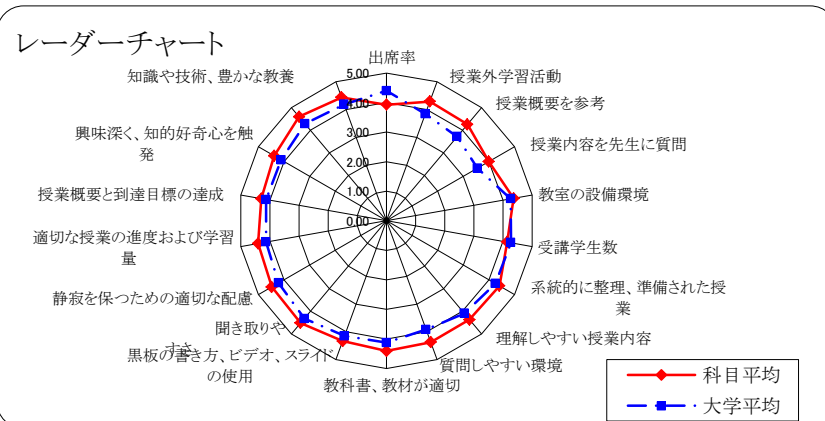 レーダーチャート
出席率
授業外学習活動
授業概要を参考
授業内容を先生に質問
教室の設備環境
受講学生数
系統的に整理、準備された授
業
理解しやすい授業内容
質問しやすい環境
教科書、教材が適切
黒板の書き方、ビデオ、スライド
の使用
聞き取りや
すさ
静寂を保つための適切な配慮
適切な授業の進度および学習
量
授業概要と到達目標の達成
興味深く、知的好奇心を触
発
知識や技術、豊かな教養
5.00
4.00
3.00
2.00
1.00
0.00
科目平均
大学平均